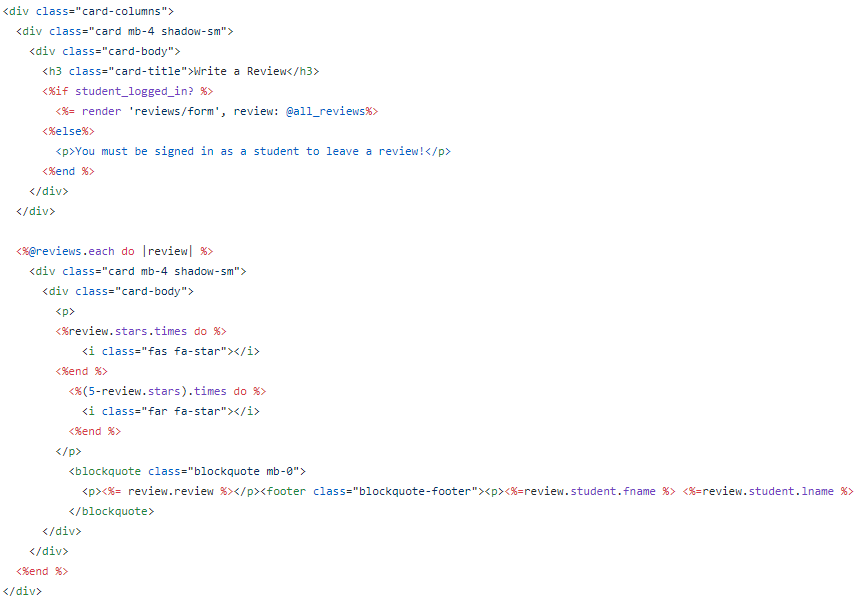 <div class="card-columns">
  <div class="card mb-4 shadow-sm">
    <div class="card-body">
      <h3 class="card-title">Write a Review</h3>
      <%if student_logged_in? %>
        <%= render 'reviews/form', review: @all_reviews%>
      <%else%>
        <p>You must be signed in as a student to leave a review!</p>
      <%end %>
    </div>
  </div>

  <%@reviews.each do |review| %>
    <div class="card mb-4 shadow-sm">
      <div class="card-body">
        <p>
        <%review.stars.times do %>
            <i class="fas fa-star"></i>
        <%end %>
          <%(5-review.stars).times do %>
            <i class="far fa-star"></i>
          <%end %>
        </p>
          <blockquote class="blockquote mb-0">
            <p><%= review.review %></p><footer class="blockquote-footer"><p><%=review.student.fname %> <%=review.student.lname %>
          </blockquote>
      </div>
    </div>
  <%end %>
</div>